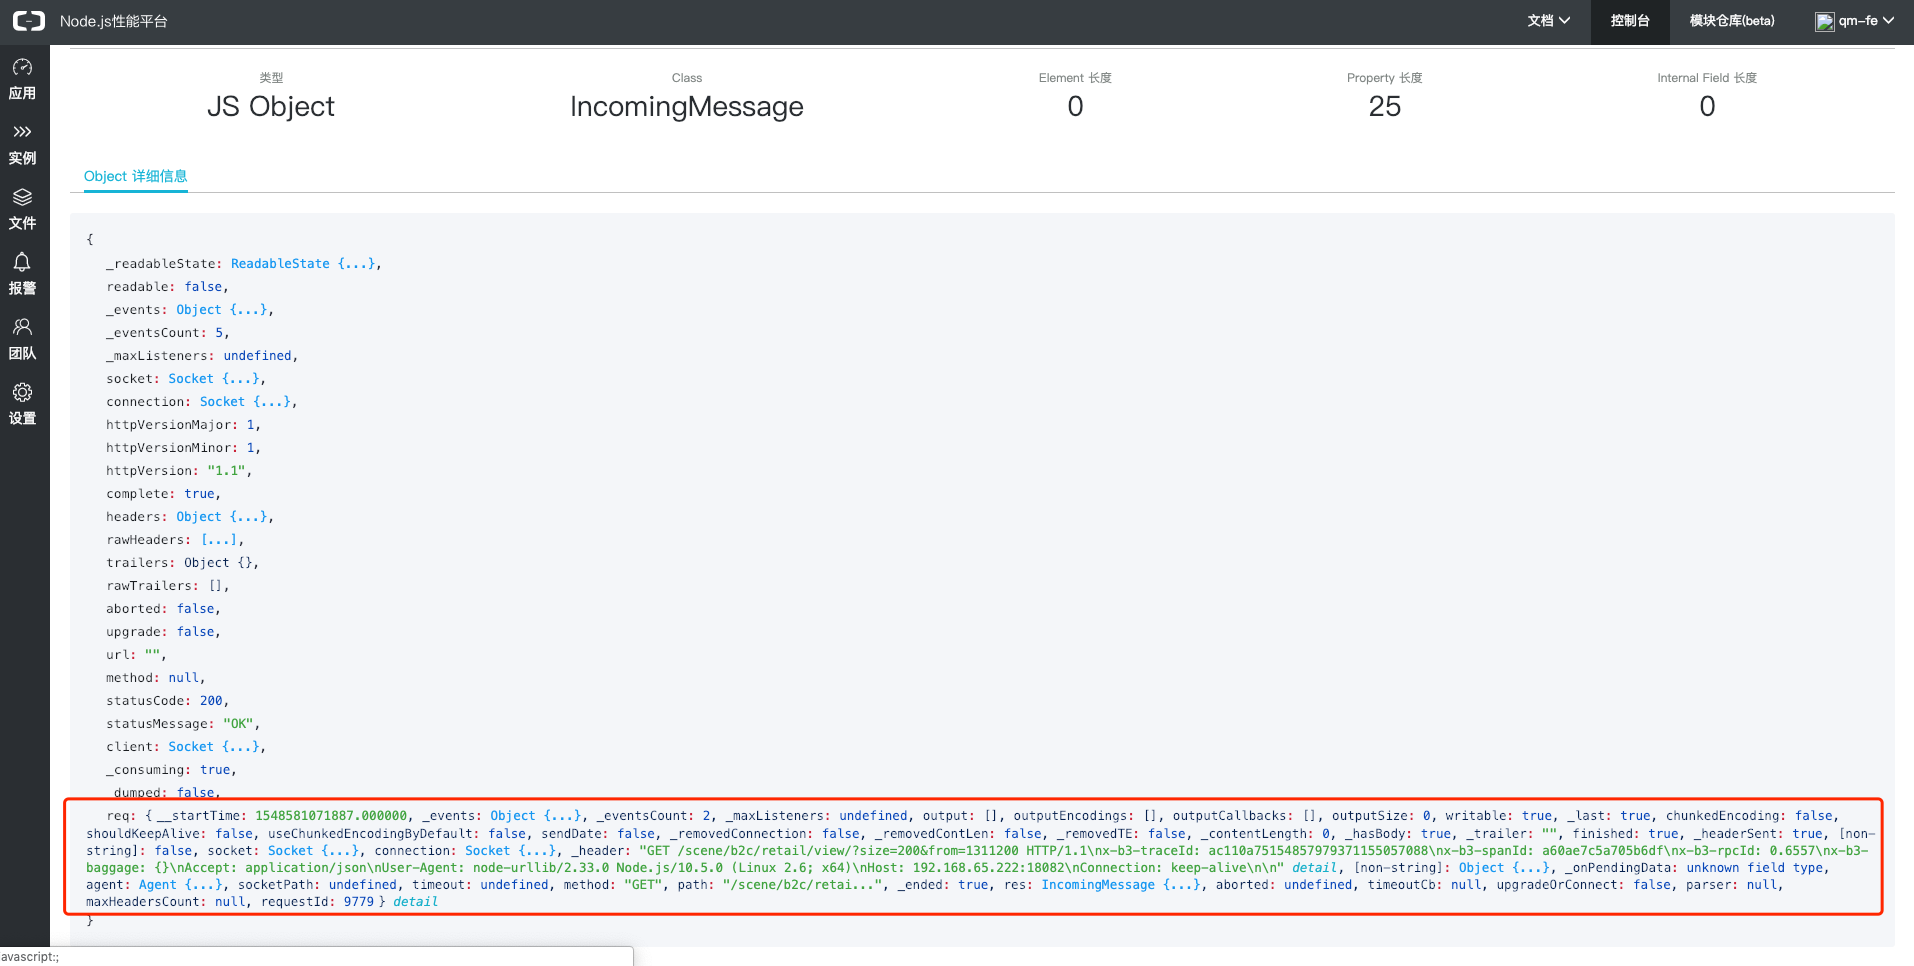 Node.js性能平台
文档
控制台
模块仓库(beta)
qm-fe
应用
实例
文件
报警
团队
设置
类型
JS Object
Class
IncomingMessage
Element 长度
0
Property 长度
25
Internal Field 长度
0
Object 详细信息
{
_readableState: ReadableState {...},
readable: false,
_events: Object {...},
_eventsCount: 5,
_maxListeners: undefined,
socket: Socket {...},
connection: Socket {...},
httpVersionMajor: 1,
httpVersionMinor: 1,
httpVersion: "1.1",
complete: true,
headers: Object {...},
rawHeaders: [...],
trailers: Object {},
rawTrailers: [],
aborted: false,
upgrade: false,
url: "",
method: null,
statusCode: 200,
statusMessage: "OK",
client: Socket {...},
_consuming: true,
_dumped: false,
req: { __startTime: 1548581071887.000000, _events: Object {...}, _eventsCount: 2, _maxListeners: undefined, output: [], outputEncodings: [], outputCallbacks: [], outputSize: 0, writable: true, _last: true, chunkedEncoding: false,
shouldKeepAlive: false, useChunkedEncodingByDefault: false, sendDate: false, _removedConnection: false, _removedContLen: false, _removedTE: false, _contentLength: 0, _hasBody: true, _trailer: "", finished: true, _headerSent: true, [non-
string]: false, socket: Socket {...}, connection: Socket {...}, _header: "GET /scene/b2c/retail/view/?size=200&from=1311200 HTTP/1.1\nx-b3-traceId: ac110a75154857979371155057088\nx-b3-spanId: a60ae7c5a705b6df\nx-b3-rpcId: 0.6557\nx-b3-
baggage: {}\nAccept: application/json\nUser-Agent: node-urllib/2.33.0 Node.js/10.5.0 (Linux 2.6; x64)\nHost: 192.168.65.222:18082\nConnection: keep-alive\n\n" detail, [non-string]: Object {...}, _onPendingData: unknown field type,
agent: Agent {...}, socketPath: undefined, timeout: undefined, method: "GET", path: "/scene/b2c/retai...", _ended: true, res: IncomingMessage {...}, aborted: undefined, timeoutCb: null, upgradeOrConnect: false, parser: null,
maxHeadersCount: null, requestId: 9779 } detail
}
avascript:;